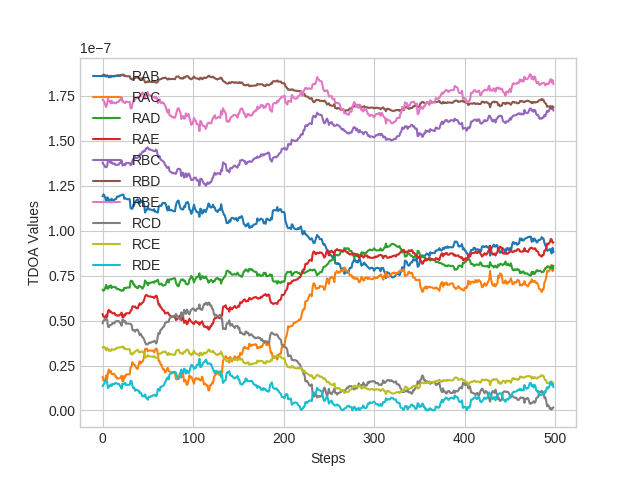 1e−7
1.75
1.50
1.25
1.00
0.75
0.50
0.25
0.00
TDOA Values
RAB
RAC
RAD
RAE
RBC
RBD
RBE
RCD
RCE
RDE
0 100 200 300 400 500
Steps